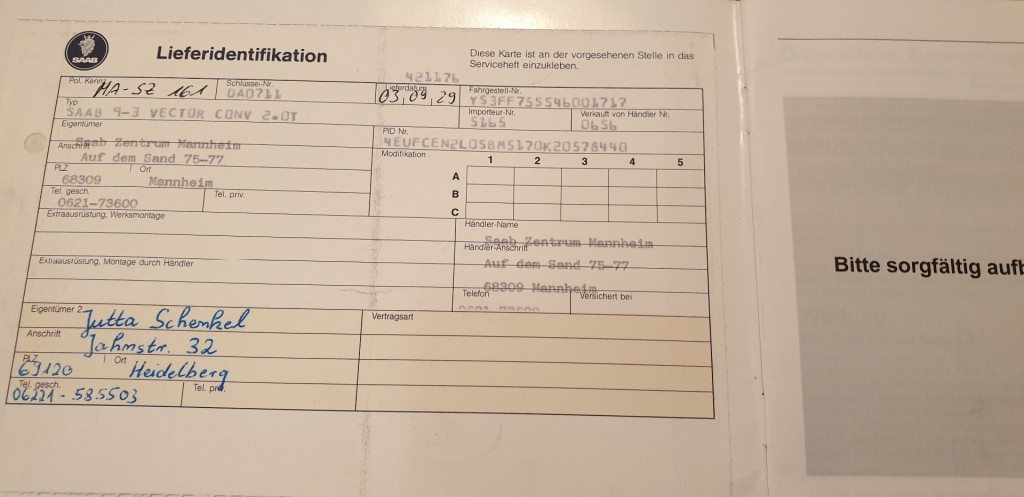 SAAB
Lieferidentifikation
Diese Karte ist an der vorgesehenen Stelle in das
Serviceheft einzukleben.
421176
Pol. Kennz. MA-SZ 161
Schlüssel-Nr. 0A0711
Lieferdatum 03,09,29
Fahrgestell-Nr. YS3FF75S546001717
Typ
SAAB 9-3 VECTOR CONV 2.0T
Importeur-Nr. 5165
Verkauft von Händler Nr. 0656
Eigentümer
Saab Zentrum Mannheim
PID Nr.
4EUFCEN2L0S8M5170K20578440
Anschrift
Auf dem Sand 75-77
Modifikation
1 2 3 4 5
A
B
C
PLZ Ort
68309 Mannheim
Tel. gesch. Tel. priv.
0621-73600
Extraausrüstung, Werksmontage
Händler-Name
Saab Zentrum Mannheim
Händler-Anschrift
Auf dem Sand 75-77
68309 Mannheim
Extraausrüstung, Montage durch Händler
Telefon
Versichert bei
Eigentümer 2 Jutta Schenkel
Vertragsart
Anschrift Jahnstr. 32
PLZ Ort
69120 Heidelberg
Tel. gesch. Tel. priv.
06221-585503
Bitte sorgfältig aufb